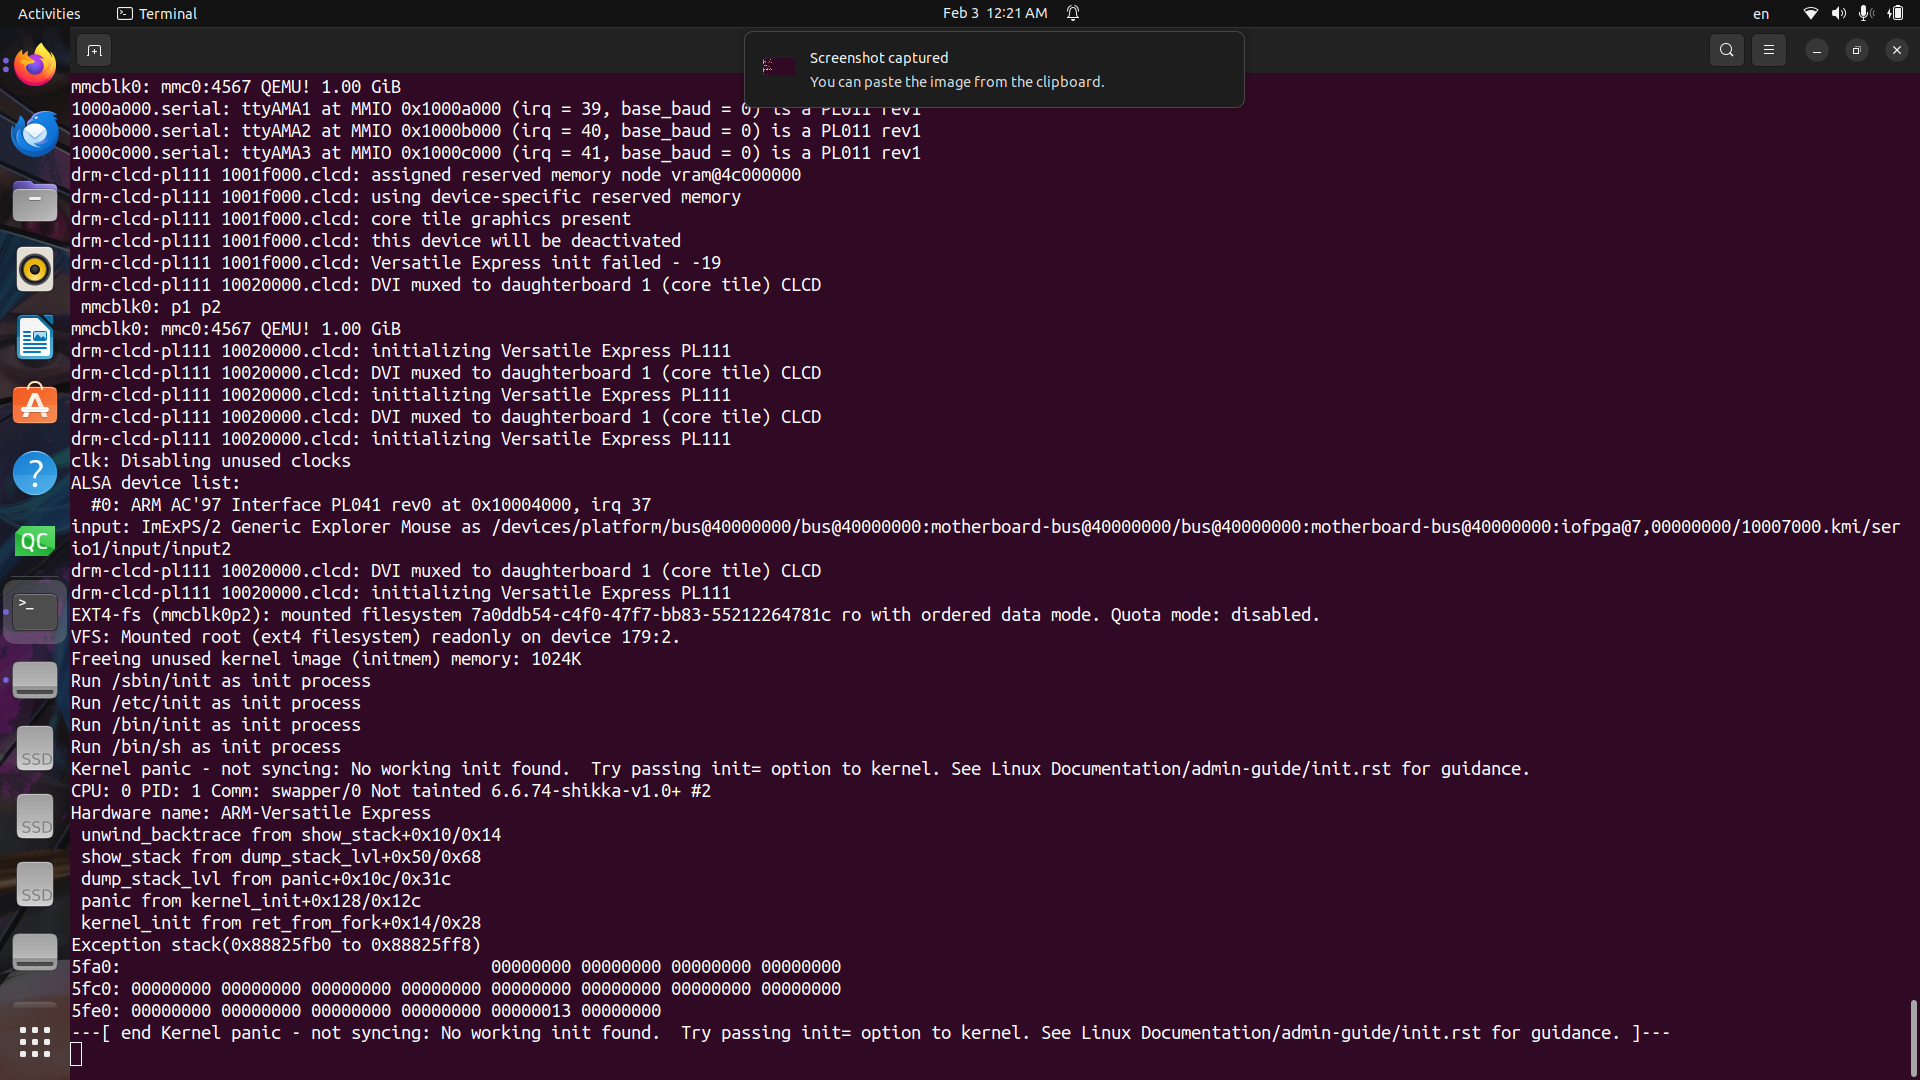 Activities
Terminal
Feb 3 12:21 AM
en
Screenshot captured
You can paste the image from the clipboard.
mmcblk0: mmc0:4567 QEMU! 1.00 GiB
1000a000.serial: ttyAMA1 at MMIO 0x1000a000 (irq = 39, base_baud = 0) is a PL011 rev1
1000b000.serial: ttyAMA2 at MMIO 0x1000b000 (irq = 40, base_baud = 0) is a PL011 rev1
1000c000.serial: ttyAMA3 at MMIO 0x1000c000 (irq = 41, base_baud = 0) is a PL011 rev1
drm-clcd-pl111 1001f000.clcd: assigned reserved memory node vram@4c000000
drm-clcd-pl111 1001f000.clcd: using device-specific reserved memory
drm-clcd-pl111 1001f000.clcd: core tile graphics present
drm-clcd-pl111 1001f000.clcd: this device will be deactivated
drm-clcd-pl111 1001f000.clcd: Versatile Express init failed - -19
drm-clcd-pl111 10020000.clcd: DVI muxed to daughterboard 1 (core tile) CLCD
 mmcblk0: p1 p2
mmcblk0: mmc0:4567 QEMU! 1.00 GiB
drm-clcd-pl111 10020000.clcd: initializing Versatile Express PL111
drm-clcd-pl111 10020000.clcd: DVI muxed to daughterboard 1 (core tile) CLCD
drm-clcd-pl111 10020000.clcd: initializing Versatile Express PL111
drm-clcd-pl111 10020000.clcd: DVI muxed to daughterboard 1 (core tile) CLCD
drm-clcd-pl111 10020000.clcd: initializing Versatile Express PL111
clk: Disabling unused clocks
ALSA device list:
  #0: ARM AC'97 Interface PL041 rev0 at 0x10004000, irq 37
input: ImExPS/2 Generic Explorer Mouse as /devices/platform/bus@40000000/bus@40000000:motherboard-bus@40000000/bus@40000000:motherboard-bus@40000000:iofpga@7,00000000/10007000.kmi/ser
io1/input/input2
drm-clcd-pl111 10020000.clcd: DVI muxed to daughterboard 1 (core tile) CLCD
drm-clcd-pl111 10020000.clcd: initializing Versatile Express PL111
EXT4-fs (mmcblk0p2): mounted filesystem 7a0ddb54-c4f0-47f7-bb83-55212264781c ro with ordered data mode. Quota mode: disabled.
VFS: Mounted root (ext4 filesystem) readonly on device 179:2.
Freeing unused kernel image (initmem) memory: 1024K
Run /sbin/init as init process
Run /etc/init as init process
Run /bin/init as init process
Run /bin/sh as init process
Kernel panic - not syncing: No working init found.  Try passing init= option to kernel. See Linux Documentation/admin-guide/init.rst for guidance.
CPU: 0 PID: 1 Comm: swapper/0 Not tainted 6.6.74-shikka-v1.0+ #2
Hardware name: ARM-Versatile Express
 unwind_backtrace from show_stack+0x10/0x14
 show_stack from dump_stack_lvl+0x50/0x68
 dump_stack_lvl from panic+0x10c/0x31c
 panic from kernel_init+0x128/0x12c
 kernel_init from ret_from_fork+0x14/0x28
Exception stack(0x88825fb0 to 0x88825ff8)
5fa0:                                     00000000 00000000 00000000 00000000
5fc0: 00000000 00000000 00000000 00000000 00000000 00000000 00000000 00000000
5fe0: 00000000 00000000 00000000 00000000 00000013 00000000
---[ end Kernel panic - not syncing: No working init found.  Try passing init= option to kernel. See Linux Documentation/admin-guide/init.rst for guidance. ]---
QC
SSD
SSD
SSD